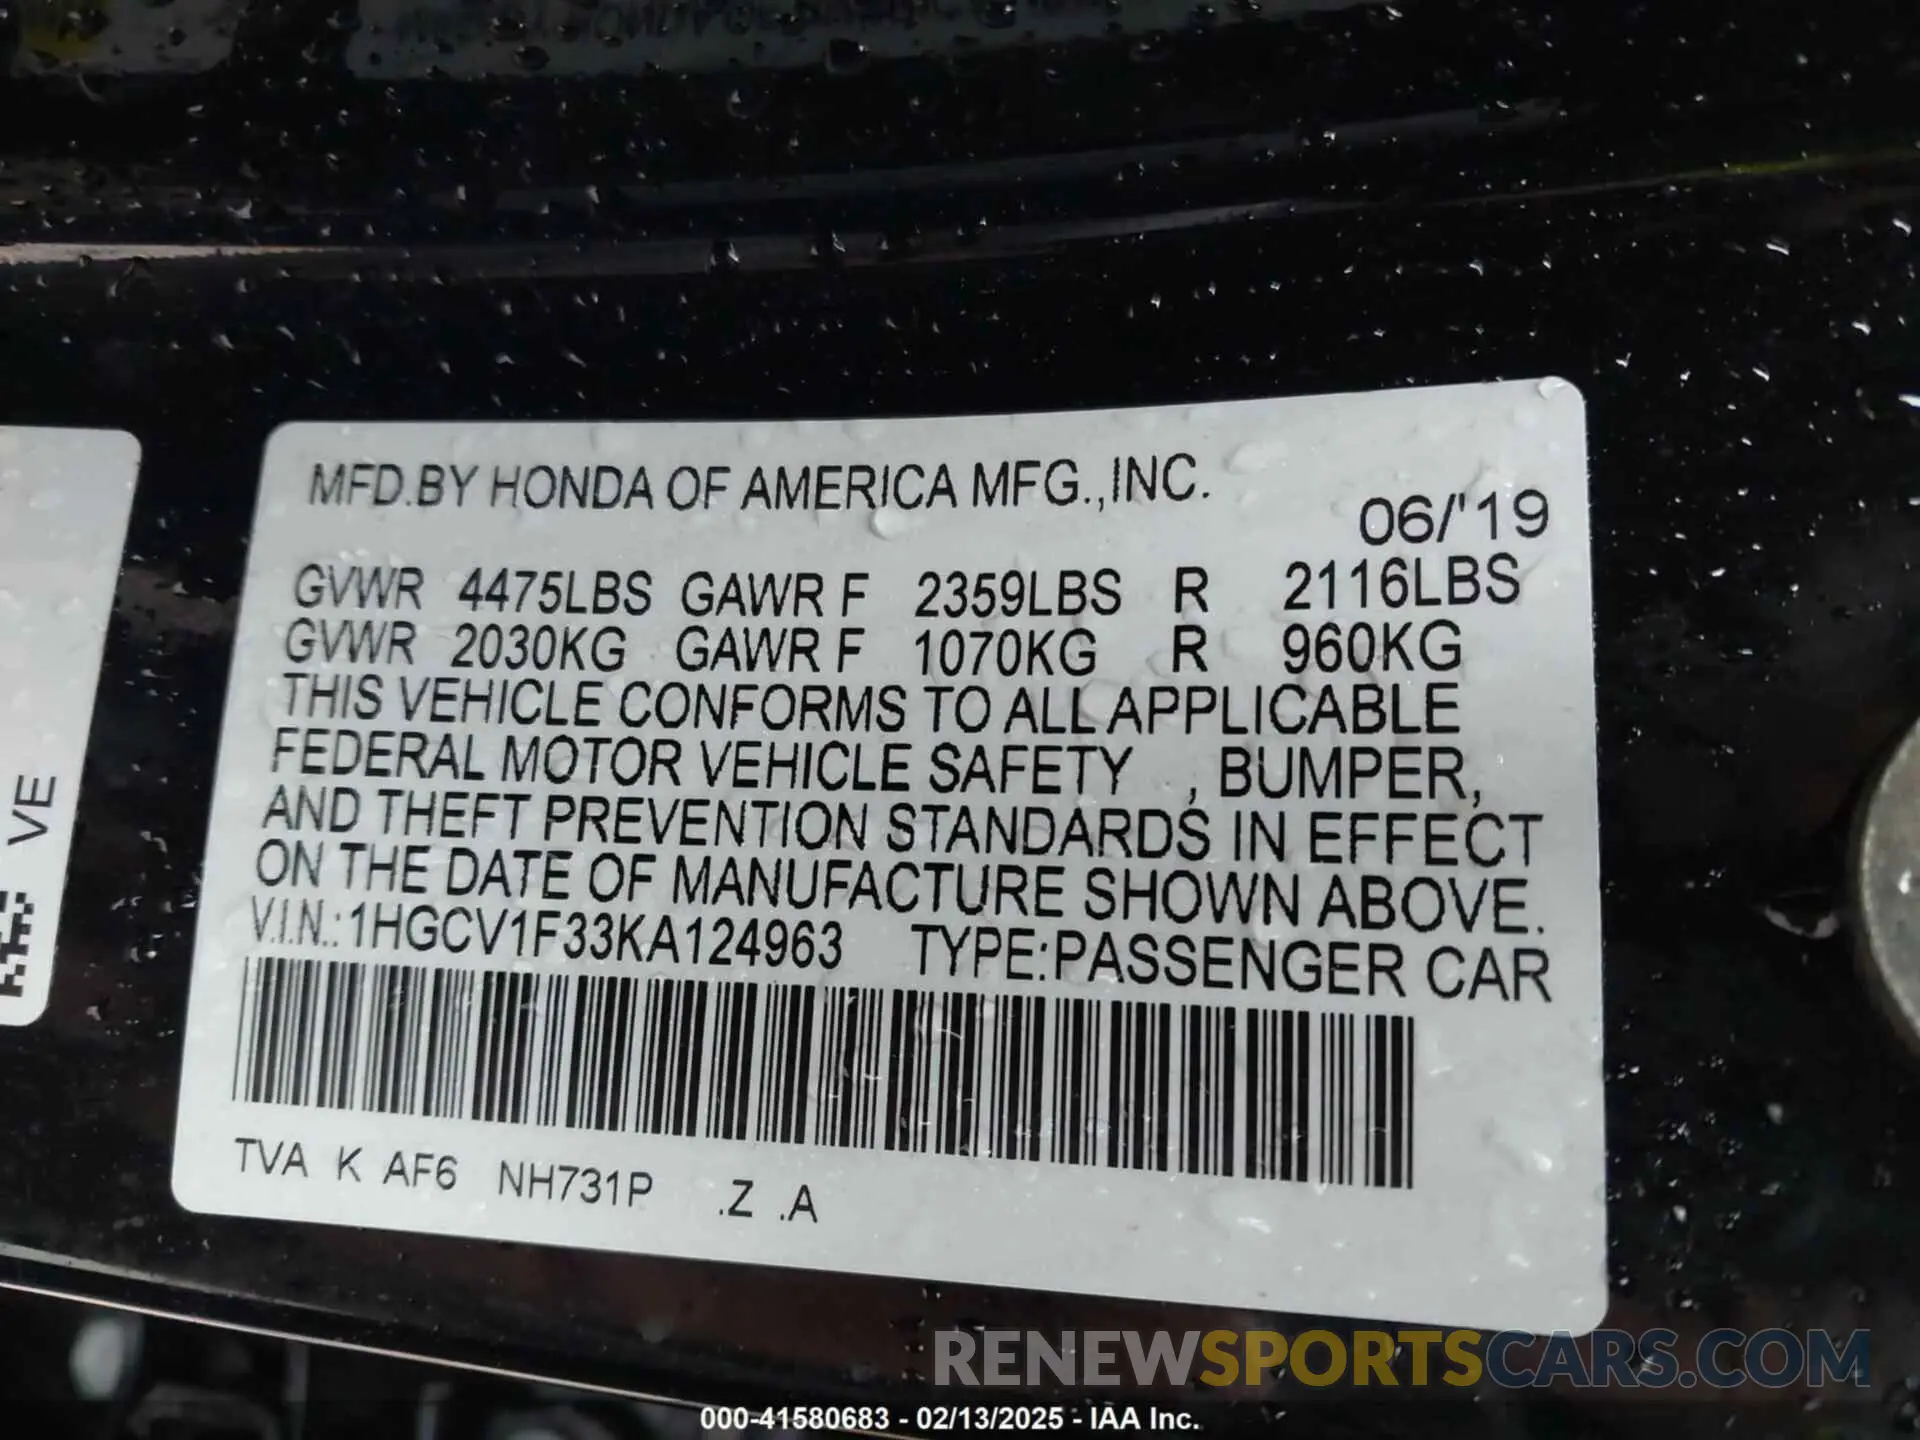 MFD.BY HONDA OF AMERICA MFG.,INC.
06/'19
GVWR 4475LBS GAWR F 2359LBS R 2116LBS
GVWR 2030KG GAWR F 1070KG R 960KG
THIS VEHICLE CONFORMS TO ALL APPLICABLE
FEDERAL MOTOR VEHICLE SAFETY , BUMPER,
AND THEFT PREVENTION STANDARDS IN EFFECT
ON THE DATE OF MANUFACTURE SHOWN ABOVE.
V.I.N.:1HGCV1F33KA124963 TYPE:PASSENGER CAR
TVA K AF6 NH731P .Z .A
VE
RENEWSPORTSCARS.COM
000-41580683 - 02/13/2025 - IAA Inc.